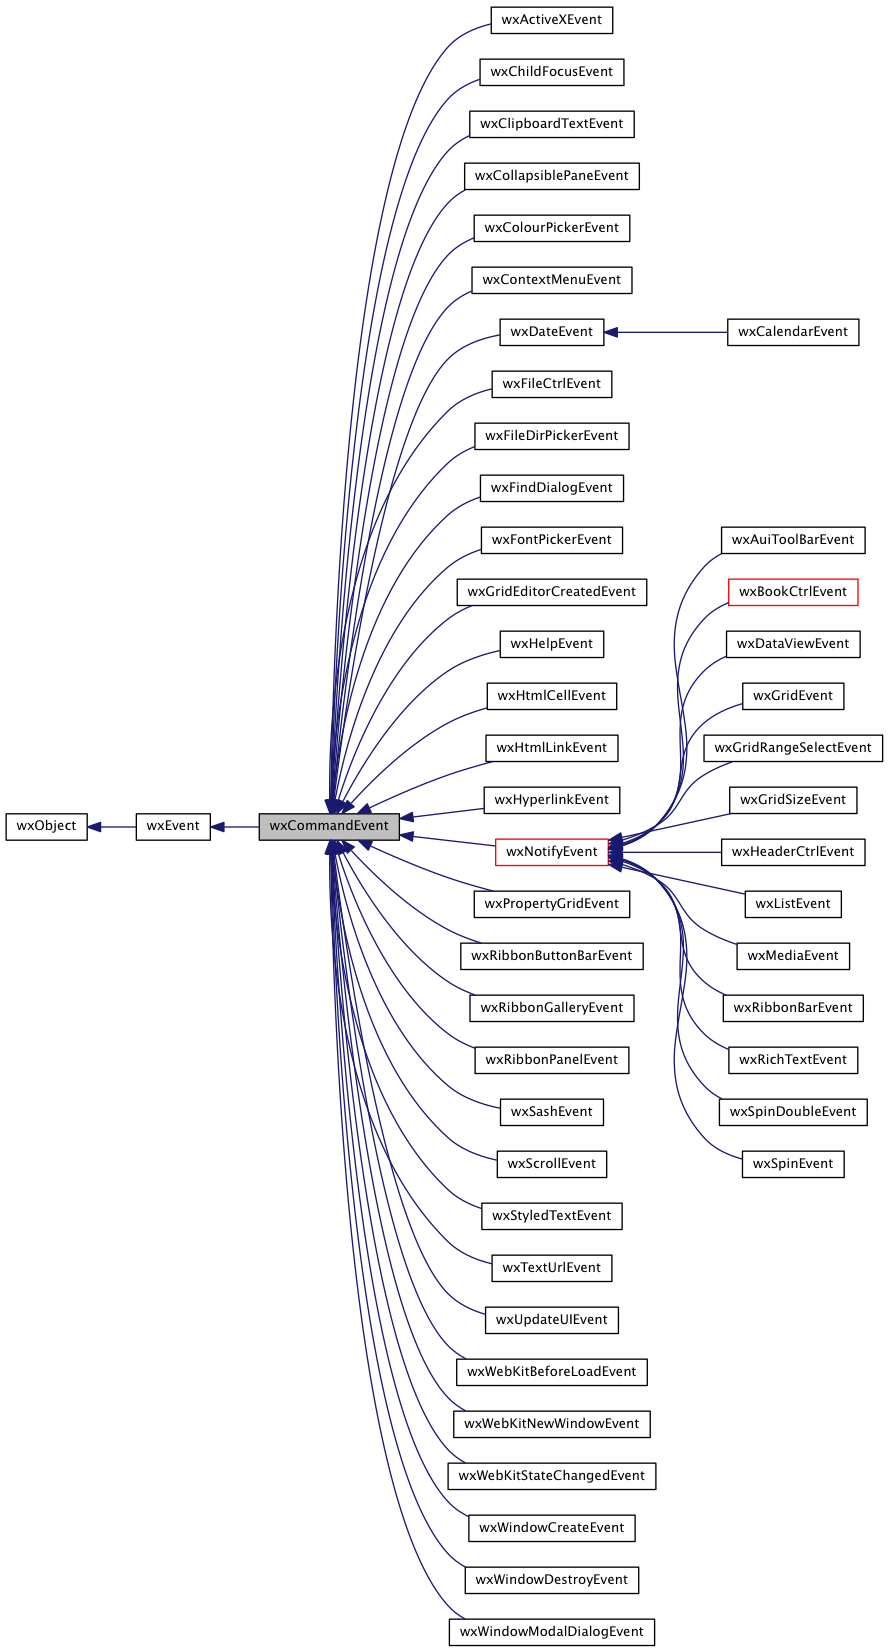 wxActiveXEvent
wxChildFocusEvent
wxClipboardTextEvent
wxCollapsiblePaneEvent
wxColourPickerEvent
wxContextMenuEvent
wxDateEvent
wxCalendarEvent
wxFileCtrlEvent
wxFileDirPickerEvent
wxFindDialogEvent
wxFontPickerEvent
wxAuiToolBarEvent
wxGridEditorCreatedEvent
wxBookCtrlEvent
wxHelpEvent
wxDataViewEvent
wxHtmlCellEvent
wxGridEvent
wxHtmlLinkEvent
wxGridRangeSelectEvent
wxHyperlinkEvent
wxGridSizeEvent
wxObject
wxEvent
wxCommandEvent
wxNotifyEvent
wxHeaderCtrlEvent
wxPropertyGridEvent
wxListEvent
wxRibbonButtonBarEvent
wxMediaEvent
wxRibbonGalleryEvent
wxRibbonBarEvent
wxRibbonPanelEvent
wxRichTextEvent
wxSashEvent
wxSpinDoubleEvent
wxScrollEvent
wxSpinEvent
wxStyledTextEvent
wxTextUrlEvent
wxUpdateUIEvent
wxWebKitBeforeLoadEvent
wxWebKitNewWindowEvent
wxWebKitStateChangedEvent
wxWindowCreateEvent
wxWindowDestroyEvent
wxWindowModalDialogEvent